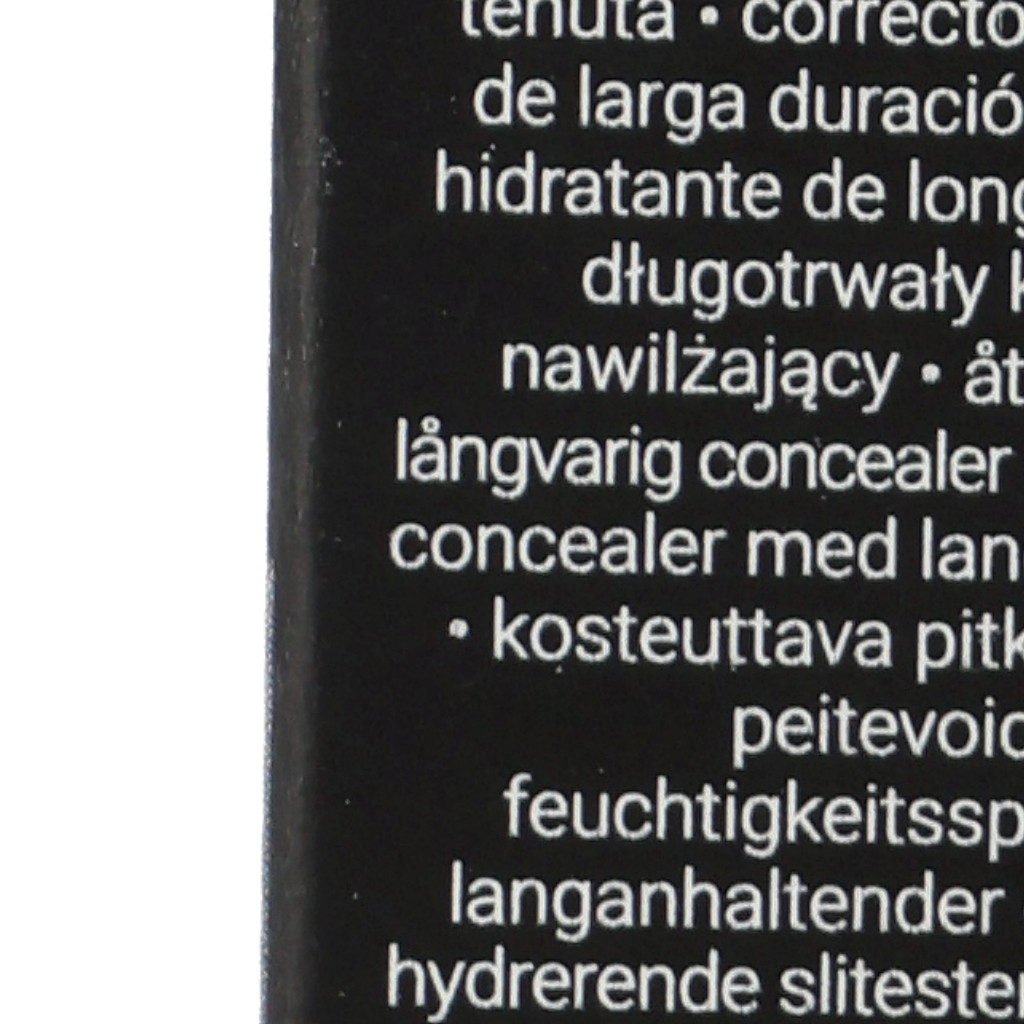 tenuta • correcto
de larga duració
hidratante de long
długotrwały k
nawilżający • åt
långvarig concealer
concealer med lan
• kosteuttava pitk
peitevoid
feuchtigkeitssp
langanhaltender
hydrerende slitester